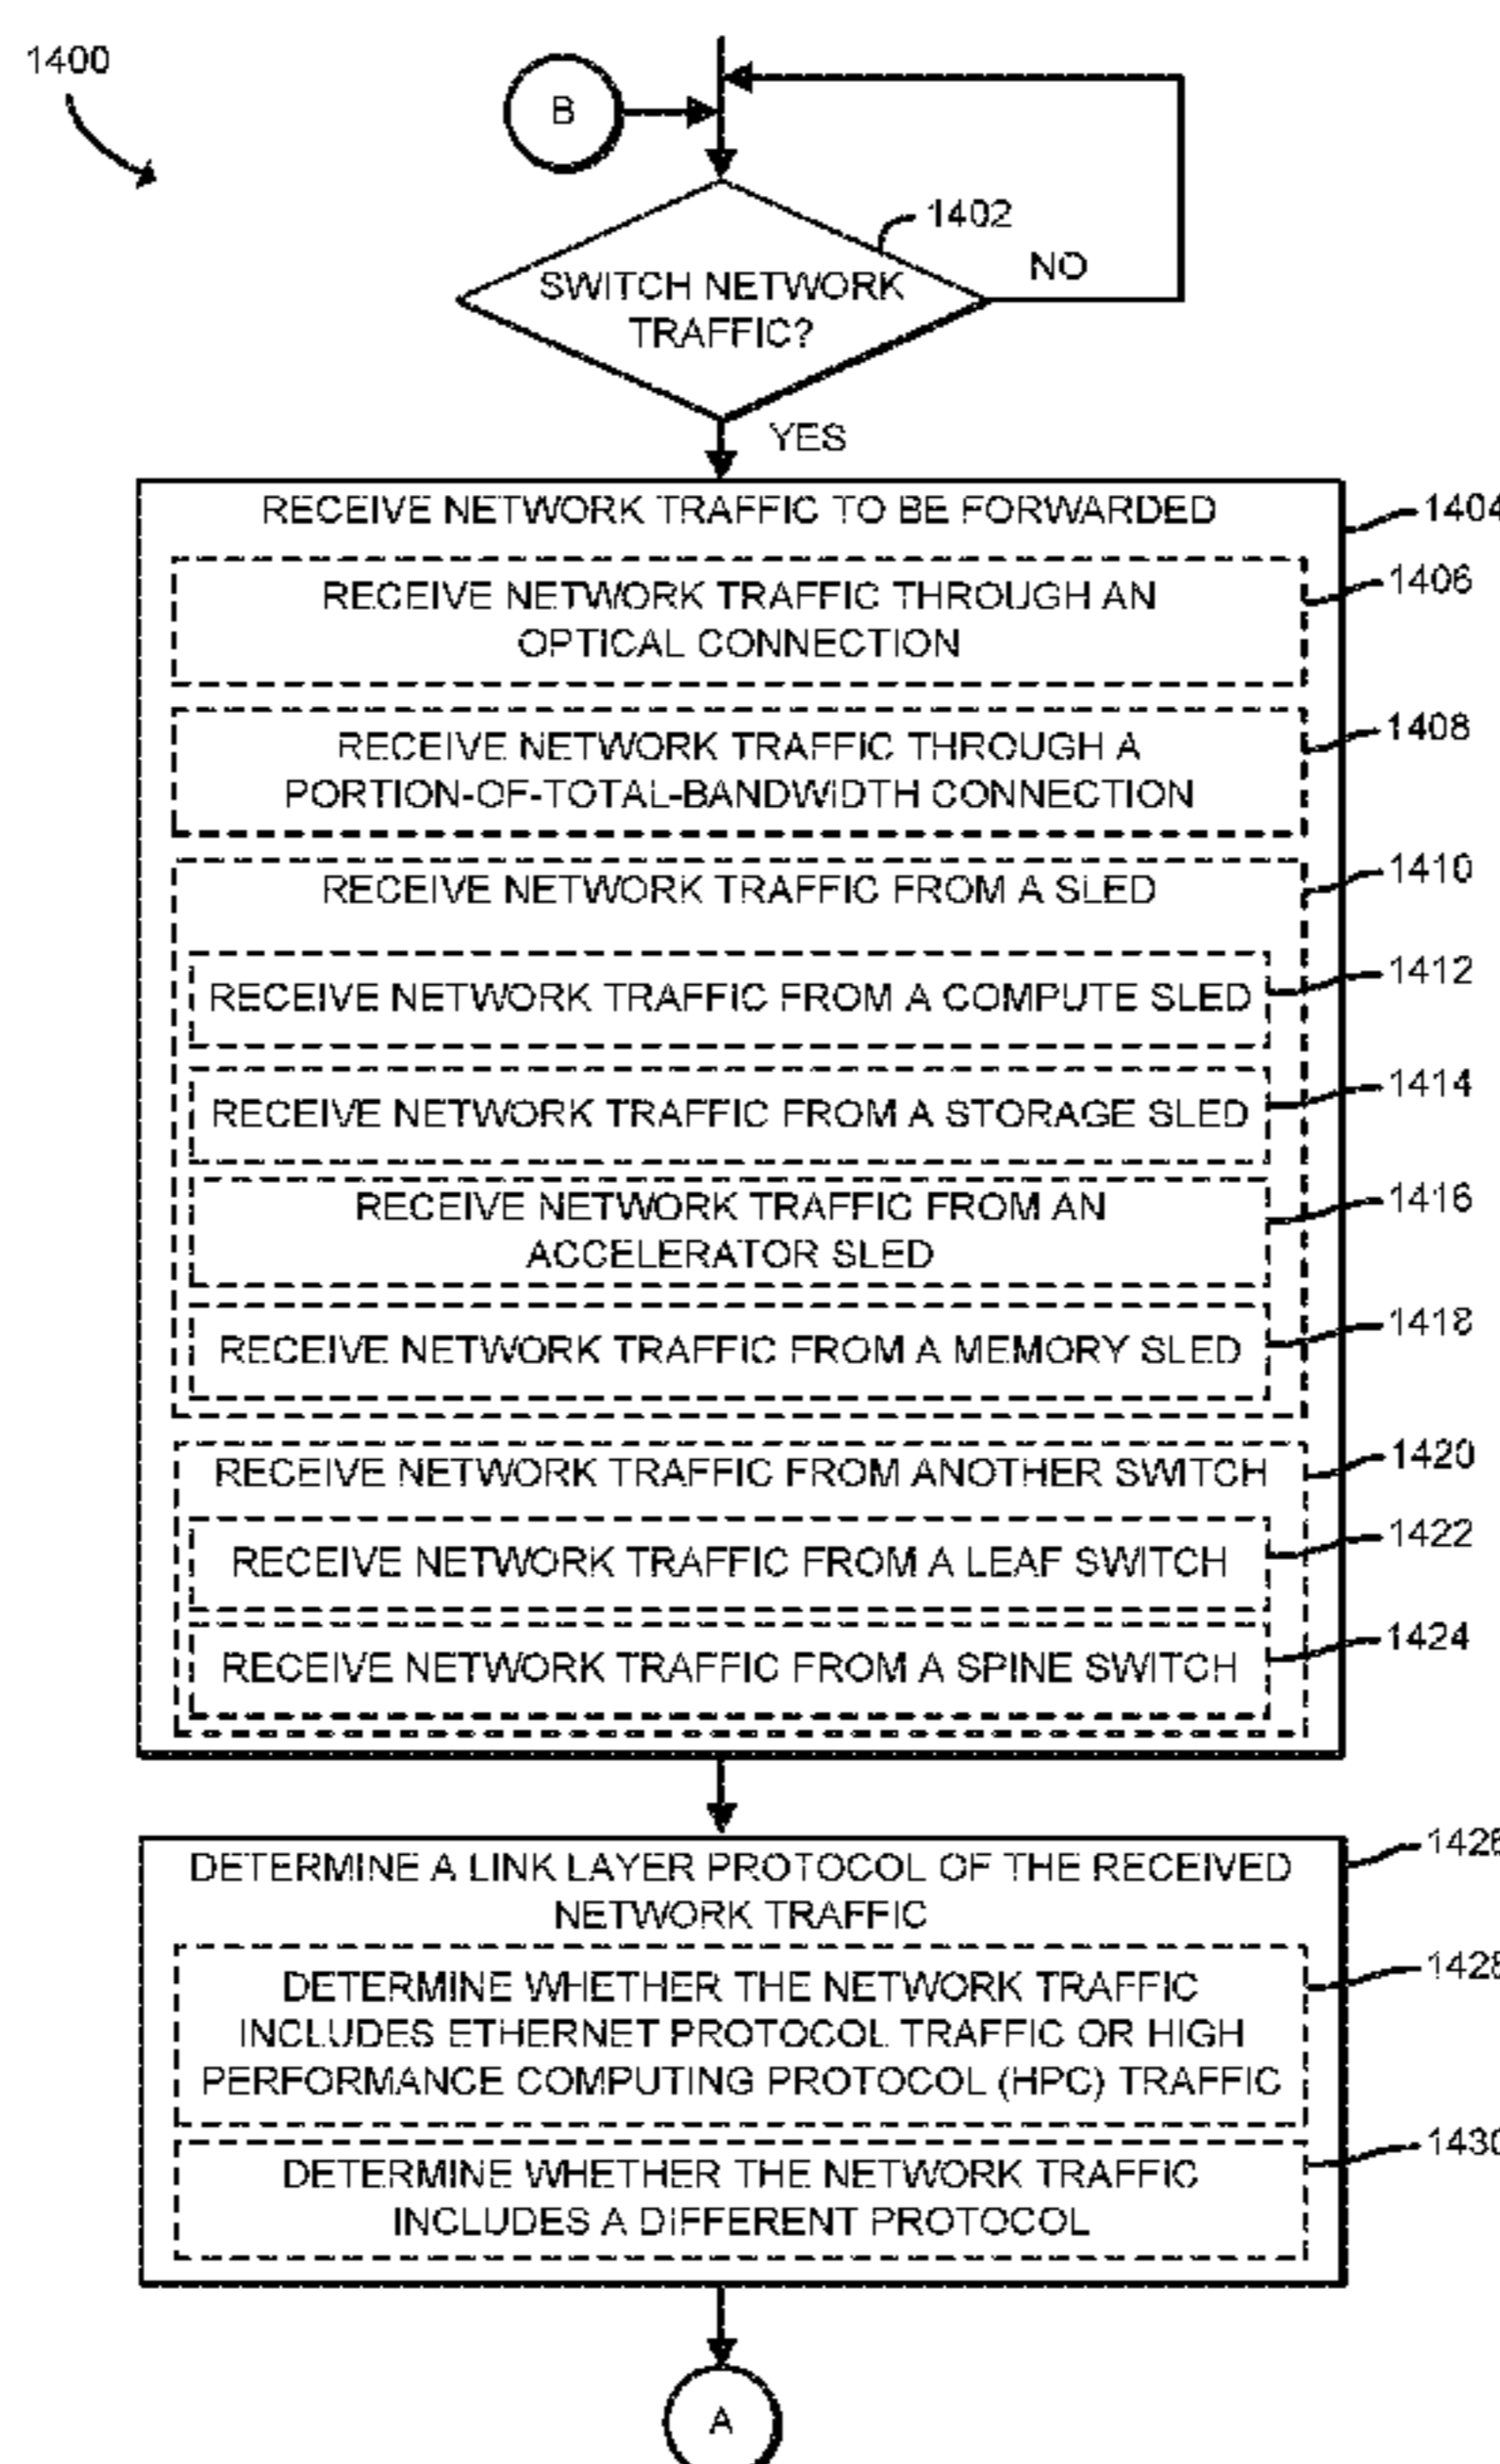 1400
B
1402
SWITCH NETWORK
TRAFFIC?
NO
YES
RECEIVE NETWORK TRAFFIC TO BE FORWARDED
1404
RECEIVE NETWORK TRAFFIC THROUGH AN
OPTICAL CONNECTION
1406
RECEIVE NETWORK TRAFFIC THROUGH A
PORTION-OF-TOTAL-BANDWIDTH CONNECTION
1408
RECEIVE NETWORK TRAFFIC FROM A SLED
1410
RECEIVE NETWORK TRAFFIC FROM A COMPUTE SLED
1412
RECEIVE NETWORK TRAFFIC FROM A STORAGE SLED
1414
RECEIVE NETWORK TRAFFIC FROM AN
ACCELERATOR SLED
1416
RECEIVE NETWORK TRAFFIC FROM A MEMORY SLED
1418
RECEIVE NETWORK TRAFFIC FROM ANOTHER SWITCH
1420
RECEIVE NETWORK TRAFFIC FROM A LEAF SWITCH
1422
RECEIVE NETWORK TRAFFIC FROM A SPINE SWITCH
1424
DETERMINE A LINK LAYER PROTOCOL OF THE RECEIVED
NETWORK TRAFFIC
1426
DETERMINE WHETHER THE NETWORK TRAFFIC
INCLUDES ETHERNET PROTOCOL TRAFFIC OR HIGH
PERFORMANCE COMPUTING PROTOCOL (HPC) TRAFFIC
1428
DETERMINE WHETHER THE NETWORK TRAFFIC
INCLUDES A DIFFERENT PROTOCOL
1430
A